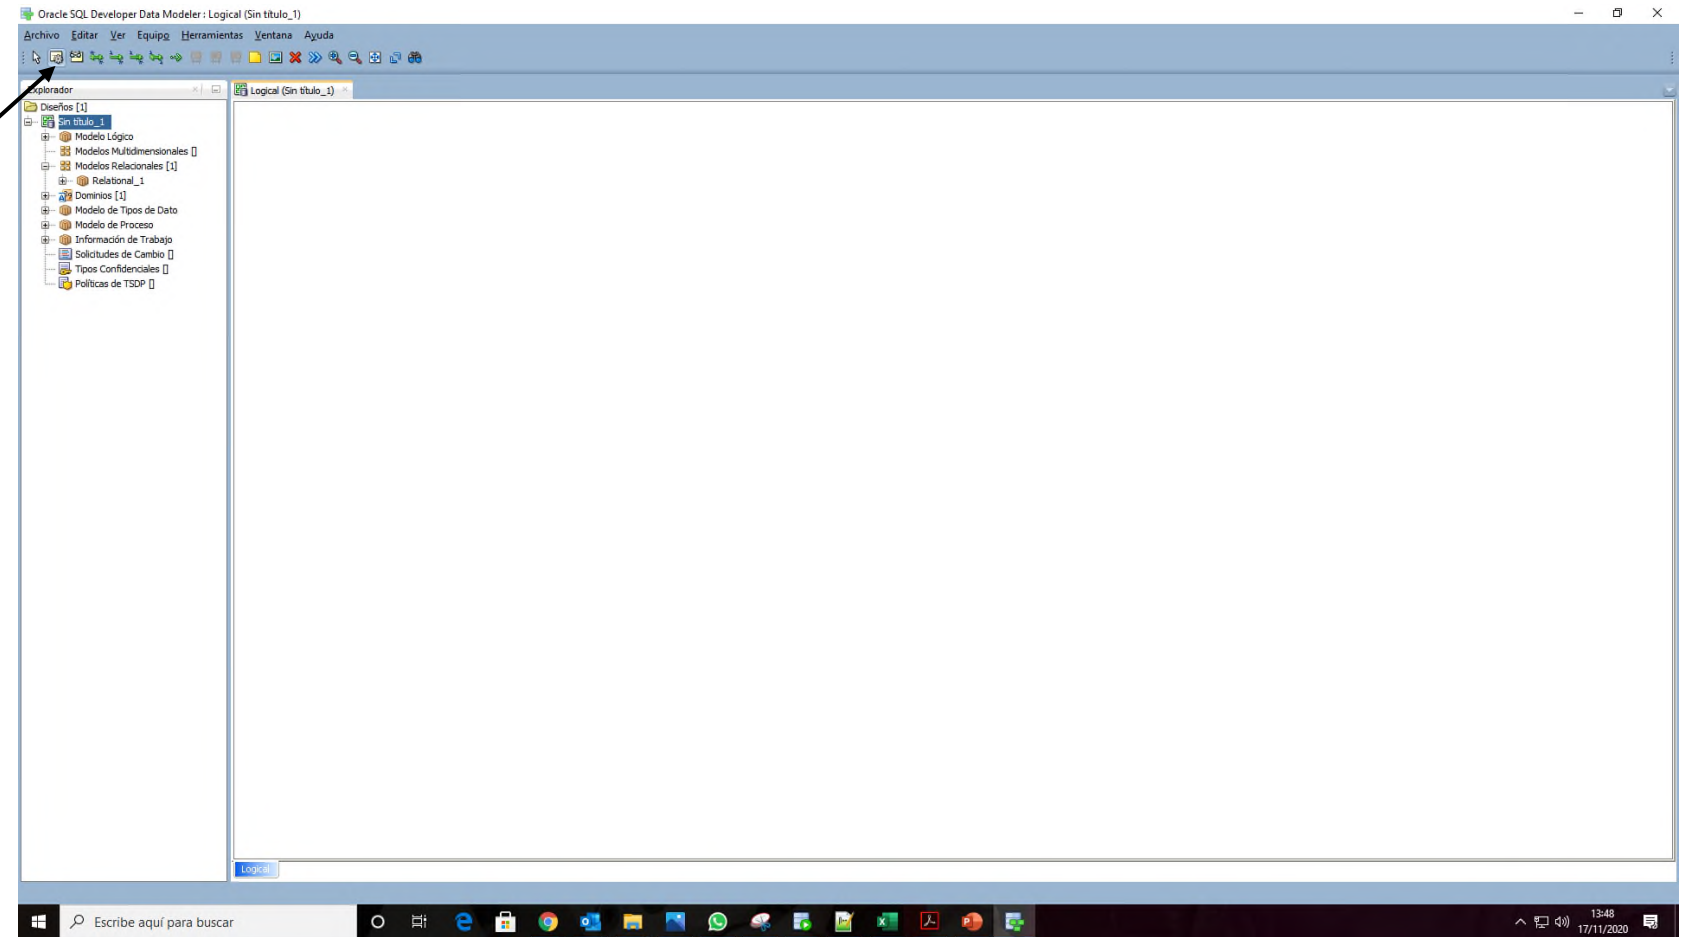 Oracle SQL Developer Data Modeler : Logical (Sin título_1)
Archivo Editar Ver Equipo Herramientas Ventana Ayuda
Explorador
Logical (Sin título_1)
Diseños [1]
Sin título_1
Modelo Lógico
Modelos Multidimensionales []
Modelos Relacionales [1]
Relational_1
Dominios [1]
Modelo de Tipos de Dato
Modelo de Proceso
Información de Trabajo
Solicitudes de Cambio []
Tipos Confidenciales []
Políticas de TSDP []
Logical
Escribe aquí para buscar
13:48
17/11/2020